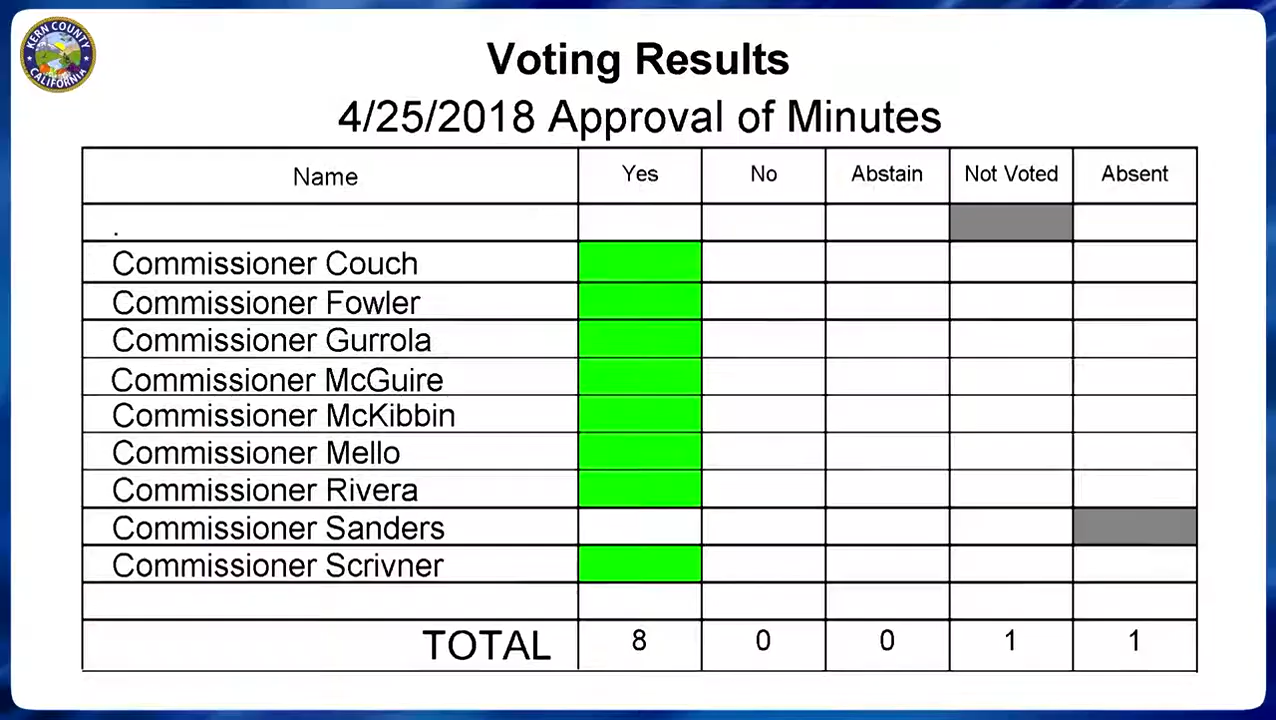 KERN COUNTY
CALIFORNIA
Voting Results
4/25/2018 Approval of Minutes
Name Yes No Abstain Not Voted Absent
.
Commissioner Couch
Commissioner Fowler
Commissioner Gurrola
Commissioner McGuire
Commissioner McKibbin
Commissioner Mello
Commissioner Rivera
Commissioner Sanders
Commissioner Scrivner
TOTAL 8 0 0 1 1